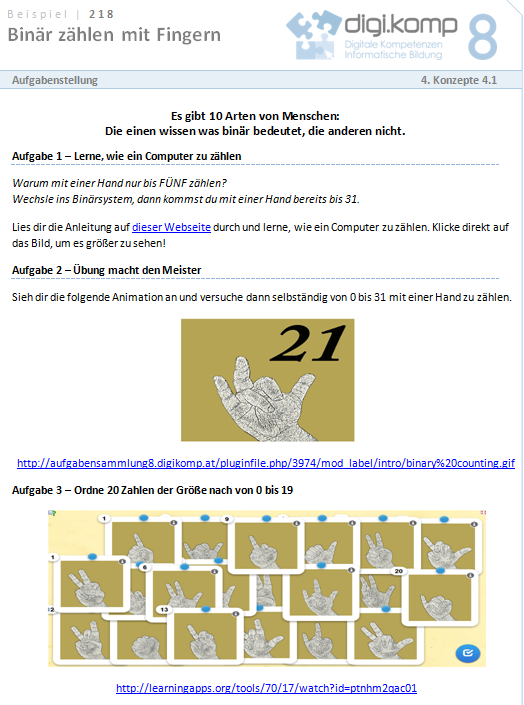 Beispiel | 218
Binär zählen mit Fingern
digi.komp 8
Digitale Kompetenzen
Informatische Bildung
Aufgabenstellung 4. Konzepte 4.1
Es gibt 10 Arten von Menschen:
Die einen wissen was binär bedeutet, die anderen nicht.
Aufgabe 1 – Lerne, wie ein Computer zu zählen
Warum mit einer Hand nur bis FÜNF zählen?
Wechsle ins Binärsystem, dann kommst du mit einer Hand bereits bis 31.
Lies dir die Anleitung auf dieser Webseite durch und lerne, wie ein Computer zu zählen. Klicke direkt auf
das Bild, um es größer zu sehen!
Aufgabe 2 – Übung macht den Meister
Sieh dir die folgende Animation an und versuche dann selbständig von 0 bis 31 mit einer Hand zu zählen.
21
http://aufgabensammlung8.digikomp.at/pluginfile.php/3974/mod_label/intro/binary%20counting.gif
Aufgabe 3 – Ordne 20 Zahlen der Größe nach von 0 bis 19
1 9
1 6 20
12 13
http://learningapps.org/tools/70/17/watch?id=ptnhm2qac01